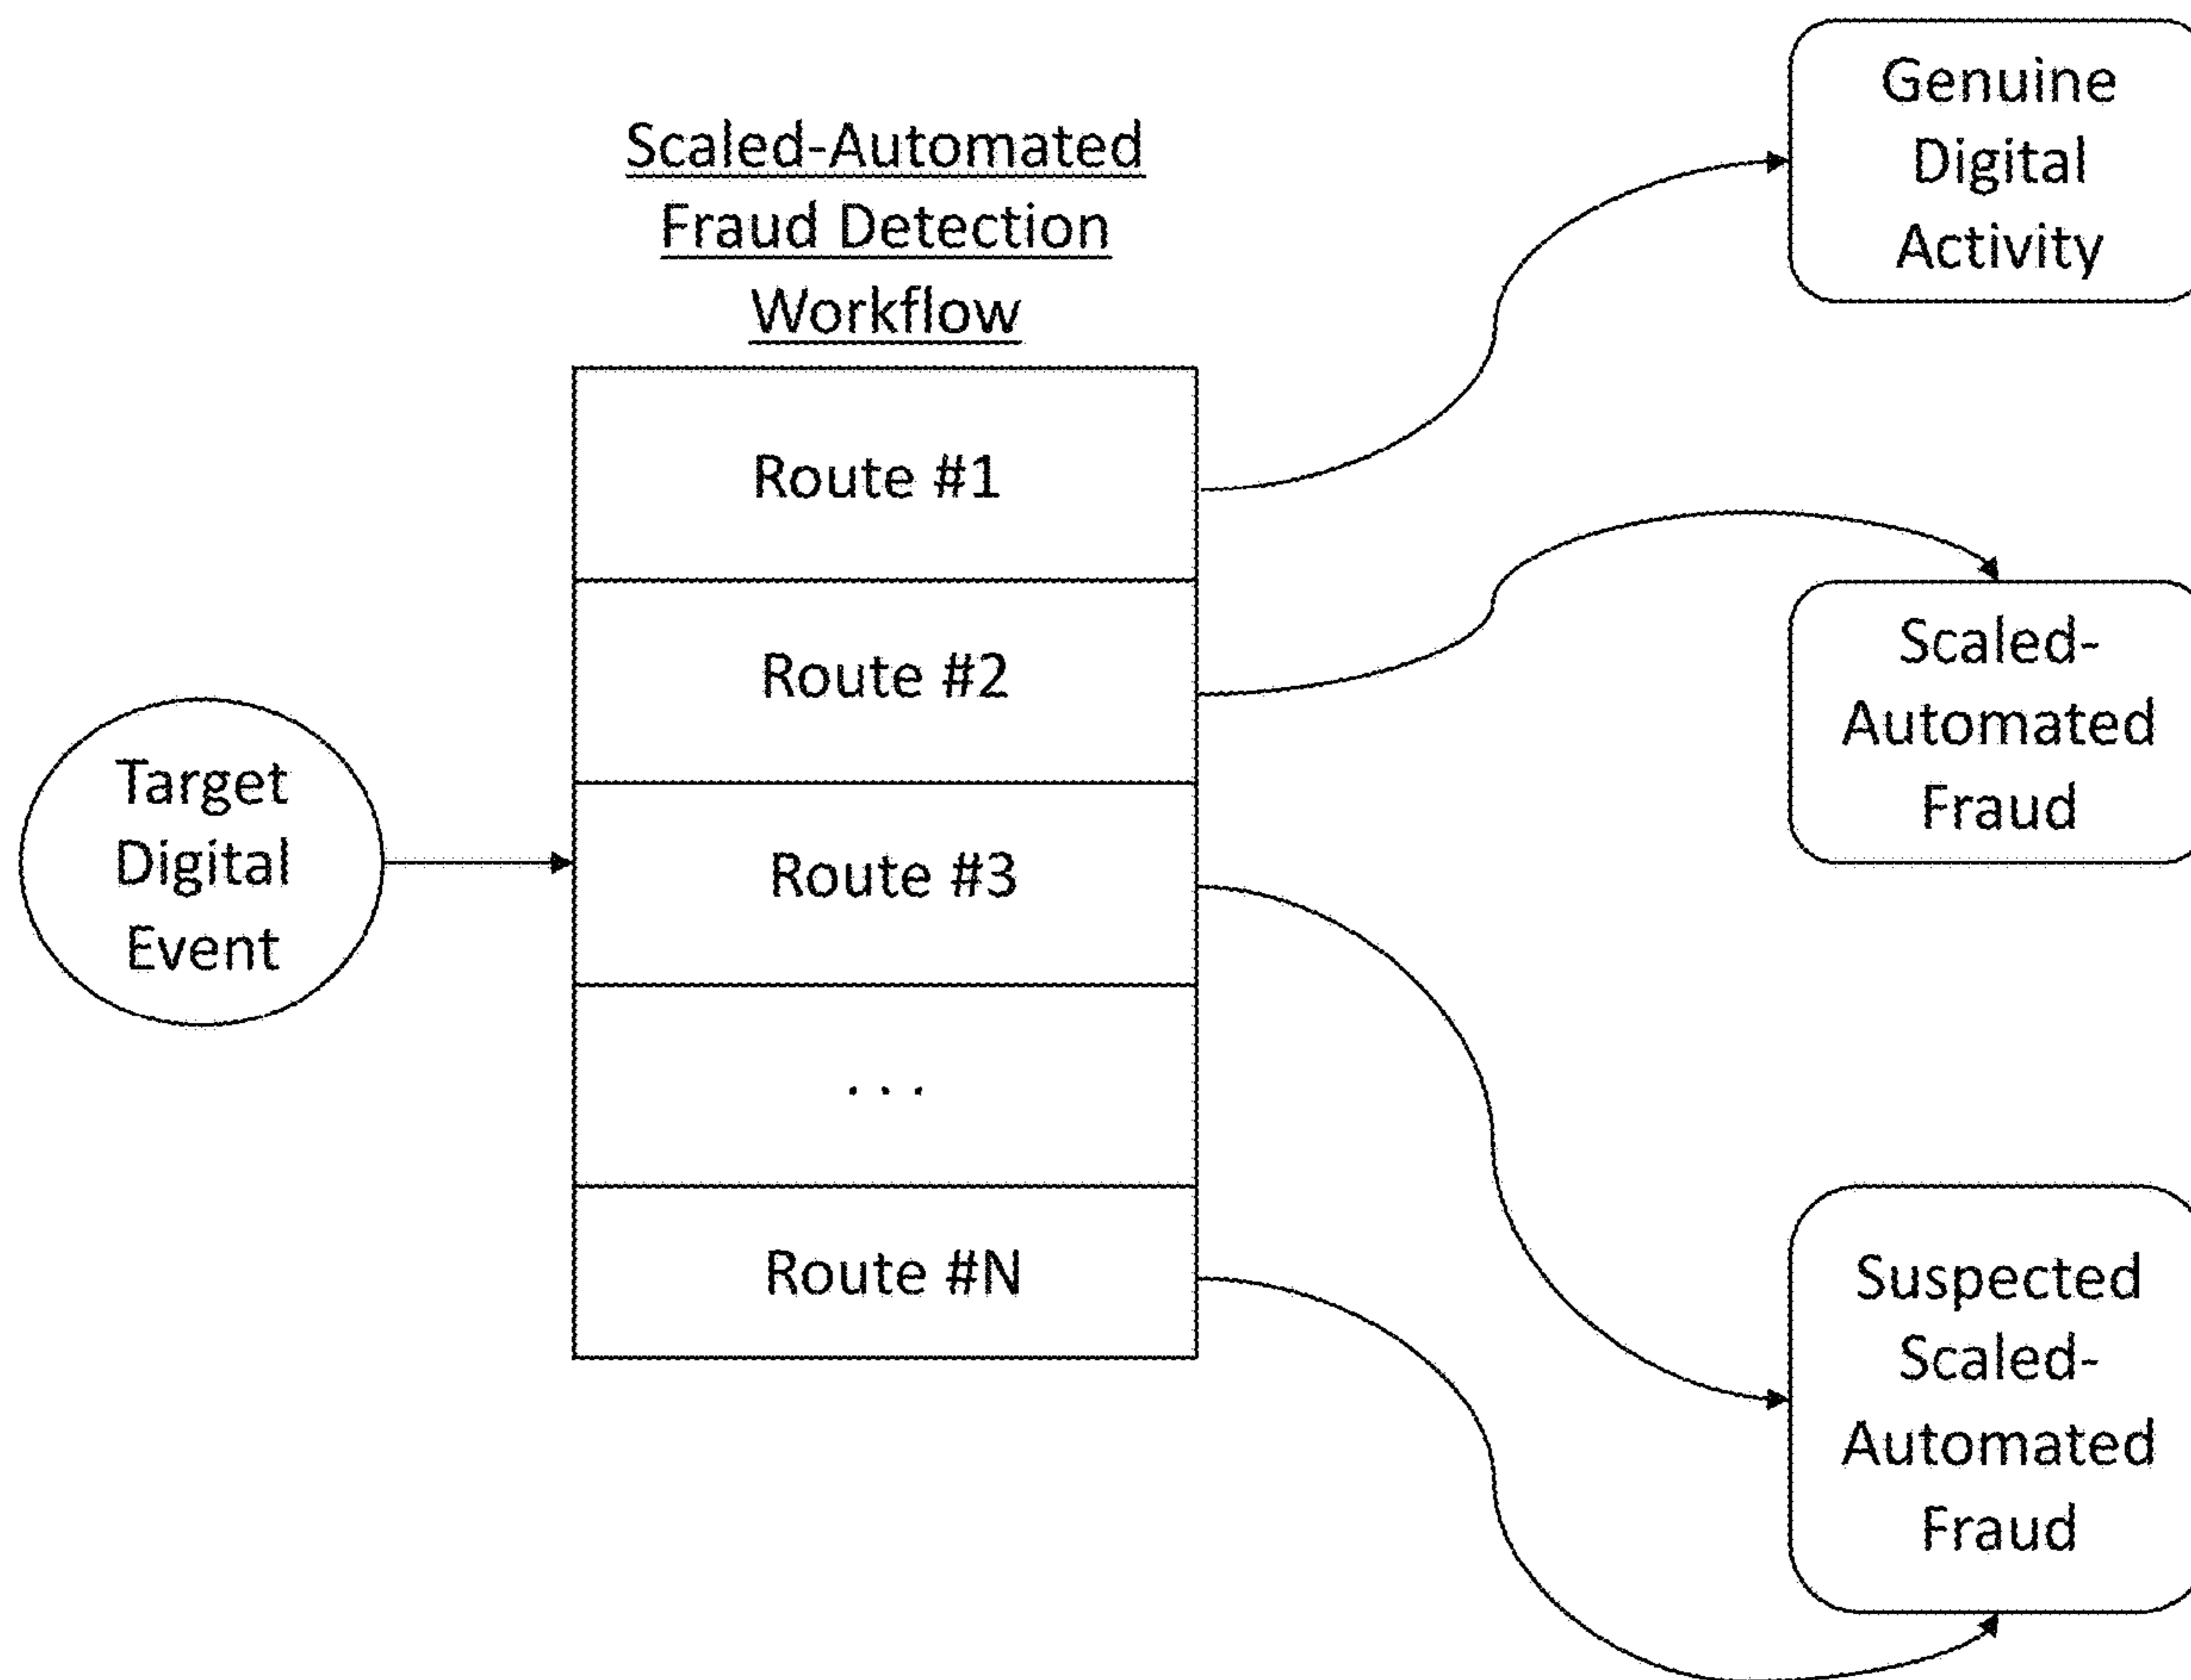 Scaled-Automated
Fraud Detection
Workflow
Target
Digital
Event
Route #1
Route #2
Route #3
...
Route #N
Genuine
Digital
Activity
Scaled-
Automated
Fraud
Suspected
Scaled-
Automated
Fraud